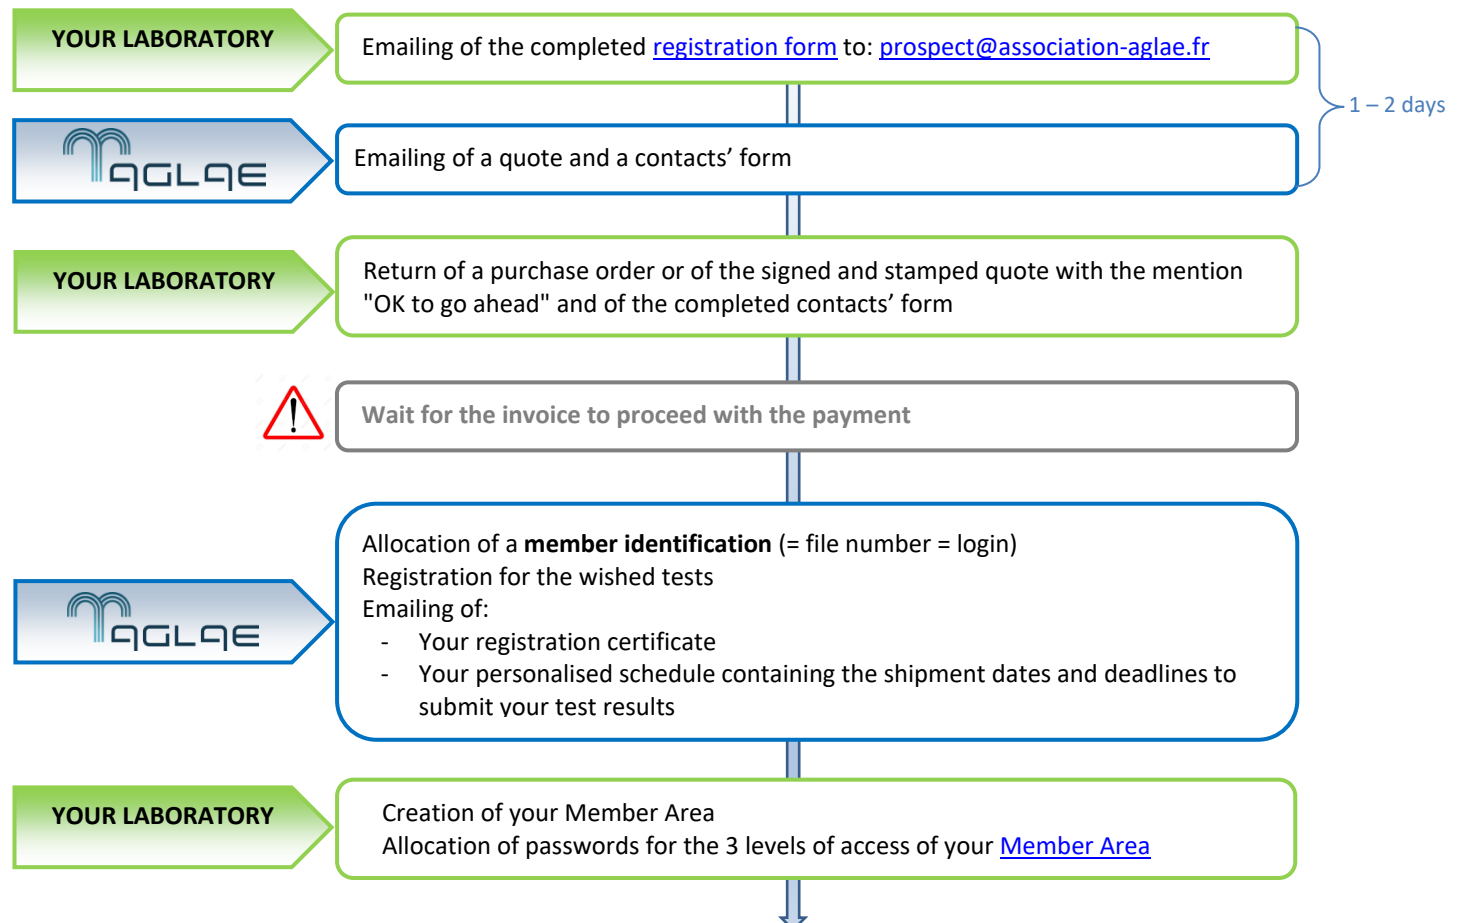 YOUR LABORATORY
Emailing of the completed registration form to: prospect@association-aglae.fr
1 – 2 days
AGLAE
Emailing of a quote and a contacts’ form
YOUR LABORATORY
Return of a purchase order or of the signed and stamped quote with the mention
"OK to go ahead" and of the completed contacts’ form
!
Wait for the invoice to proceed with the payment
AGLAE
Allocation of a member identification (= file number = login)
Registration for the wished tests
Emailing of:
- Your registration certificate
- Your personalised schedule containing the shipment dates and deadlines to
submit your test results
YOUR LABORATORY
Creation of your Member Area
Allocation of passwords for the 3 levels of access of your Member Area